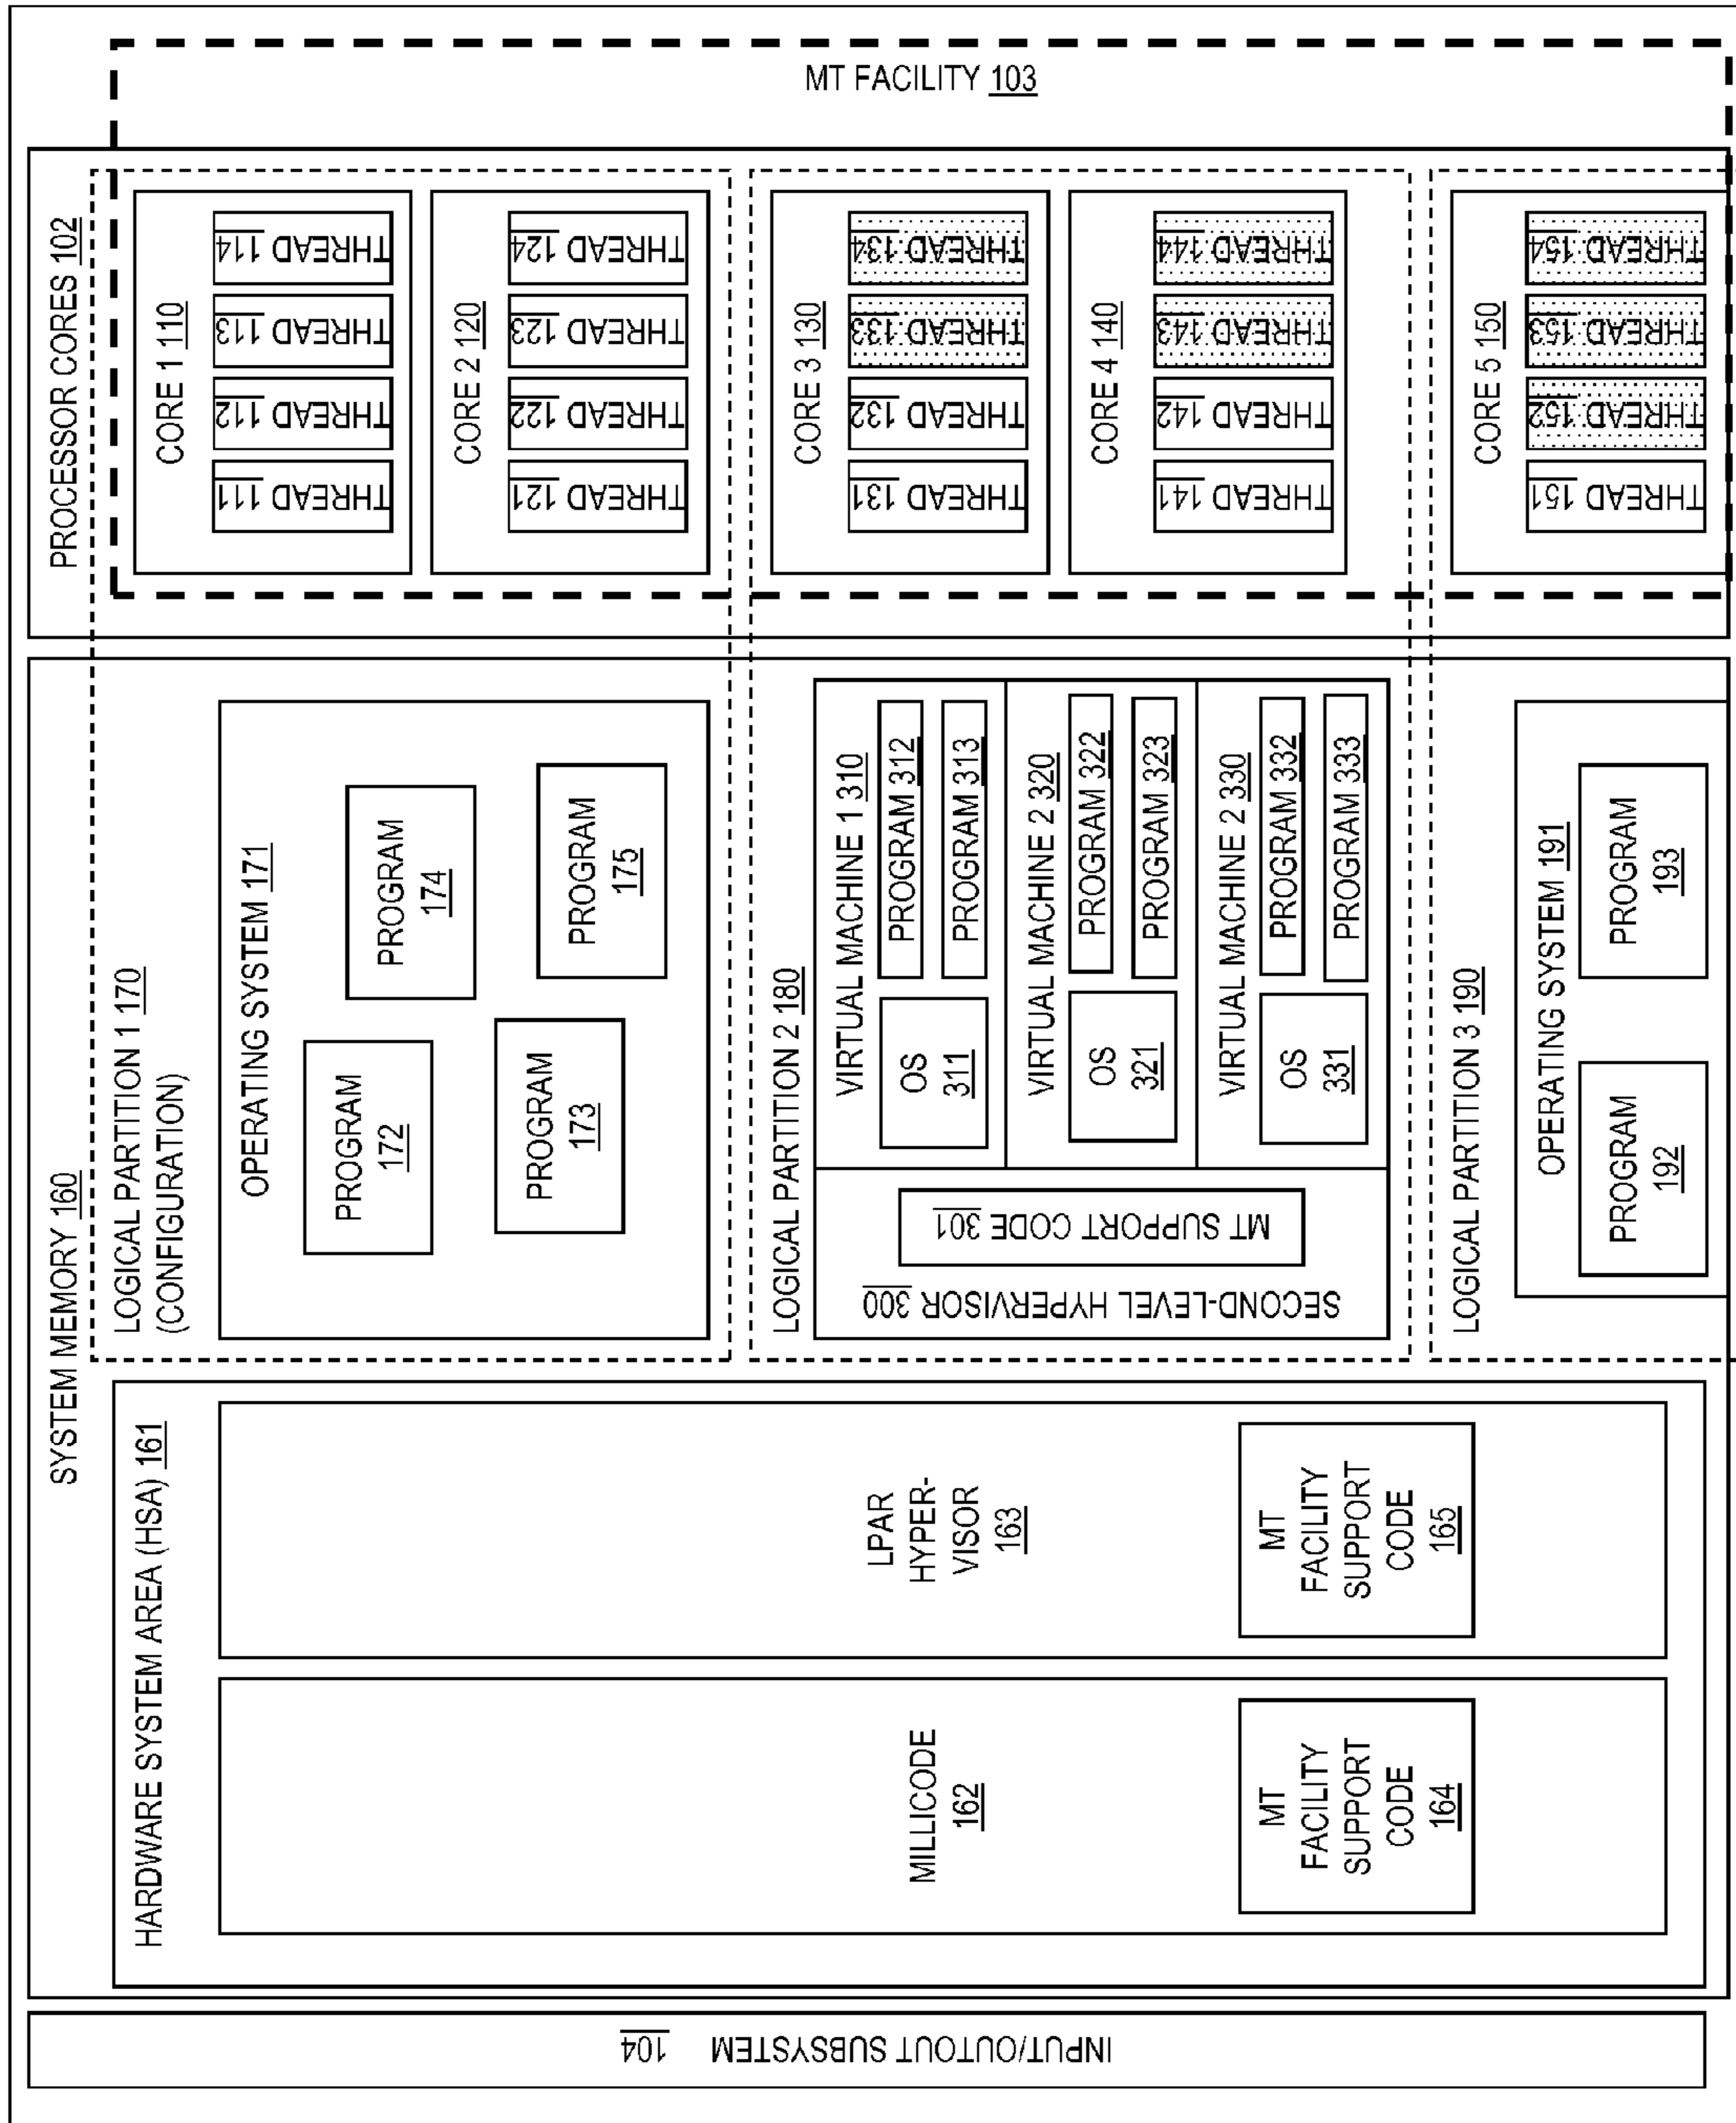 MT FACILITY 103
PROCESSOR CORES 102
CORE 1 110
THREAD 111
THREAD 112
THREAD 113
THREAD 114
CORE 2 120
THREAD 121
THREAD 122
THREAD 123
THREAD 124
CORE 3 130
THREAD 131
THREAD 132
THREAD 133
THREAD 134
CORE 4 140
THREAD 141
THREAD 142
THREAD 143
THREAD 144
CORE 5 150
THREAD 151
THREAD 152
THREAD 153
THREAD 154
SYSTEM MEMORY 160
LOGICAL PARTITION 1 170
(CONFIGURATION)
OPERATING SYSTEM 171
PROGRAM
172
PROGRAM
174
PROGRAM
173
PROGRAM
175
LOGICAL PARTITION 2 180
SECOND-LEVEL HYPERVISOR 300
MT SUPPORT CODE 301
VIRTUAL MACHINE 1 310
OS
311
PROGRAM 312
PROGRAM 313
VIRTUAL MACHINE 2 320
OS
321
PROGRAM 322
PROGRAM 323
VIRTUAL MACHINE 2 330
OS
331
PROGRAM 332
PROGRAM 333
LOGICAL PARTITION 3 190
OPERATING SYSTEM 191
PROGRAM
192
PROGRAM
193
HARDWARE SYSTEM AREA (HSA) 161
LPAR
HYPER-
VISOR
163
MT
FACILITY
SUPPORT
CODE
165
MILLICODE
162
MT
FACILITY
SUPPORT
CODE
164
INPUT/OUTOUT SUBSYSTEM 104